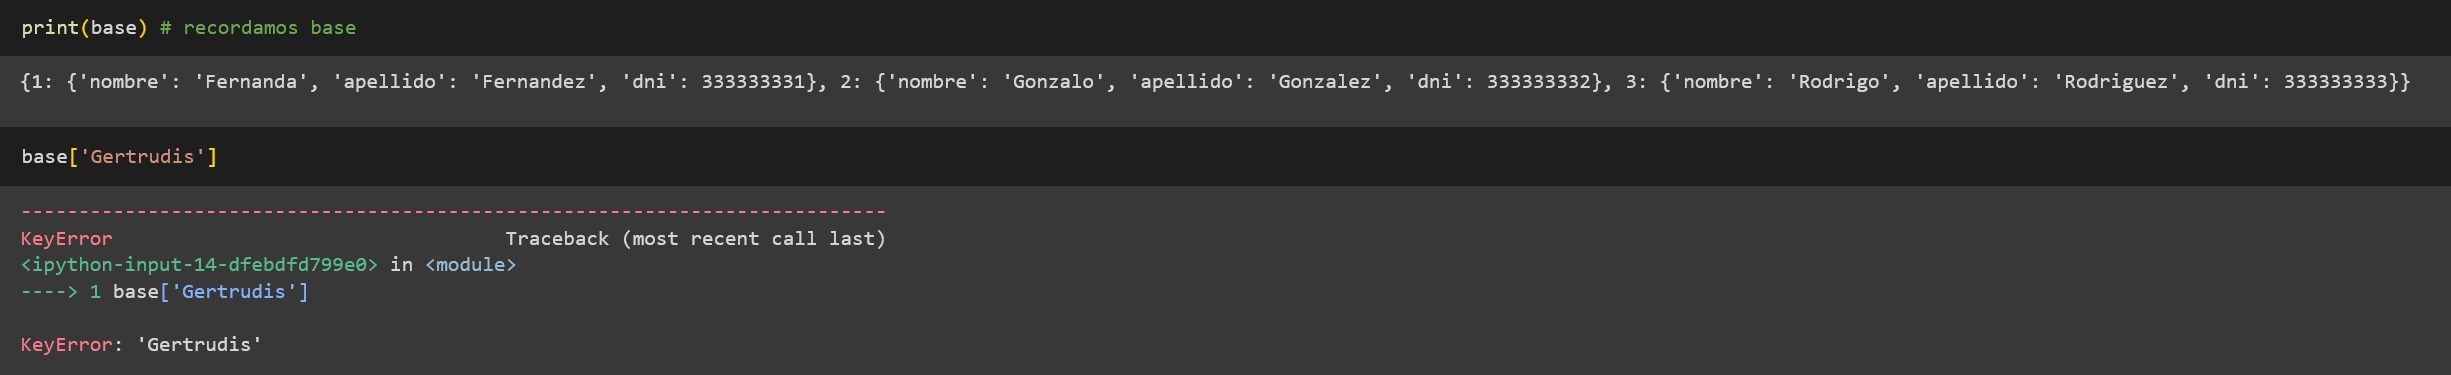 print(base) # recordamos base
{1: {'nombre': 'Fernanda', 'apellido': 'Fernandez', 'dni': 333333331}, 2: {'nombre': 'Gonzalo', 'apellido': 'Gonzalez', 'dni': 333333332}, 3: {'nombre': 'Rodrigo', 'apellido': 'Rodriguez', 'dni': 333333333}}
base['Gertrudis']
---------------------------------------------------------------------------
KeyError                                  Traceback (most recent call last)
<ipython-input-14-dfebdfd799e0> in <module>
----> 1 base['Gertrudis']
KeyError: 'Gertrudis'